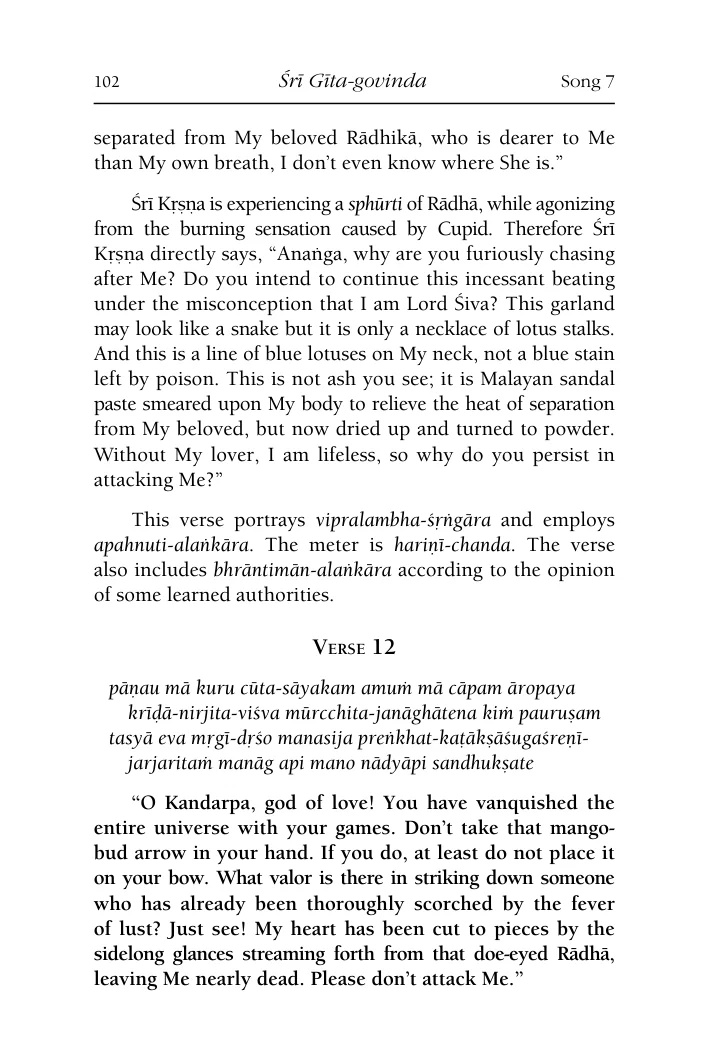 102 Śrī Gīta-govinda Song 7
separated from My beloved Rādhikā, who is dearer to Me
than My own breath, I don’t even know where She is.”
Śrī Kṛṣṇa is experiencing a sphūrti of Rādhā, while agonizing
from the burning sensation caused by Cupid. Therefore Śrī
Kṛṣṇa directly says, “Anaṅga, why are you furiously chasing
after Me? Do you intend to continue this incessant beating
under the misconception that I am Lord Śiva? This garland
may look like a snake but it is only a necklace of lotus stalks.
And this is a line of blue lotuses on My neck, not a blue stain
left by poison. This is not ash you see; it is Malayan sandal
paste smeared upon My body to relieve the heat of separation
from My beloved, but now dried up and turned to powder.
Without My lover, I am lifeless, so why do you persist in
attacking Me?”
This verse portrays vipralambha-śṛṅgāra and employs
apahnuti-alaṅkāra. The meter is hariṇī-chanda. The verse
also includes bhrāntimān-alaṅkāra according to the opinion
of some learned authorities.
Verse 12
pāṇau mā kuru cūta-sāyakam amuṁ mā cāpam āropaya
krīḍā-nirjita-viśva mūrcchita-janāghātena kiṁ pauruṣam
tasyā eva mṛgī-dṛśo manasija preṅkhat-kaṭākṣāśugaśreṇī-
jarjaritaṁ manāg api mano nādyāpi sandhukṣate
“O Kandarpa, god of love! You have vanquished the
entire universe with your games. Don’t take that mango-
bud arrow in your hand. If you do, at least do not place it
on your bow. What valor is there in striking down someone
who has already been thoroughly scorched by the fever
of lust? Just see! My heart has been cut to pieces by the
sidelong glances streaming forth from that doe-eyed Rādhā,
leaving Me nearly dead. Please don’t attack Me.”